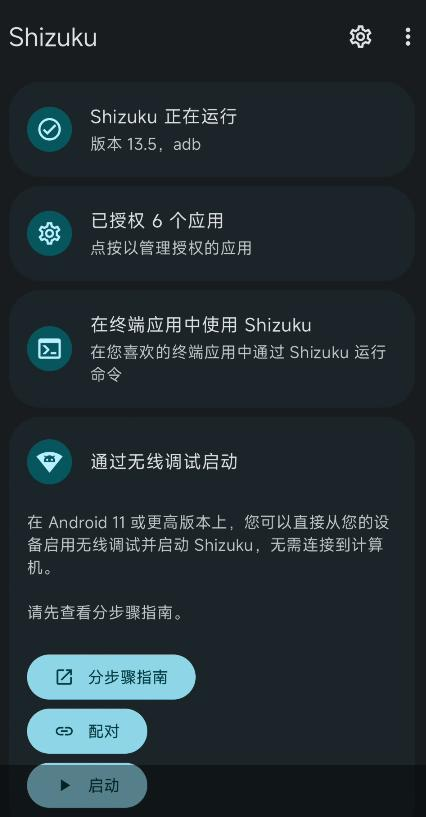 Shizuku
Shizuku 正在运行
版本 13.5，adb
已授权 6 个应用
点按以管理授权的应用
在终端应用中使用 Shizuku
在您喜欢的终端应用中通过 Shizuku 运行
命令
通过无线调试启动
在 Android 11 或更高版本上，您可以直接从您的设
备启用无线调试并启动 Shizuku，无需连接到计算
机。
请先查看分步骤指南。
分步骤指南
配对
启动